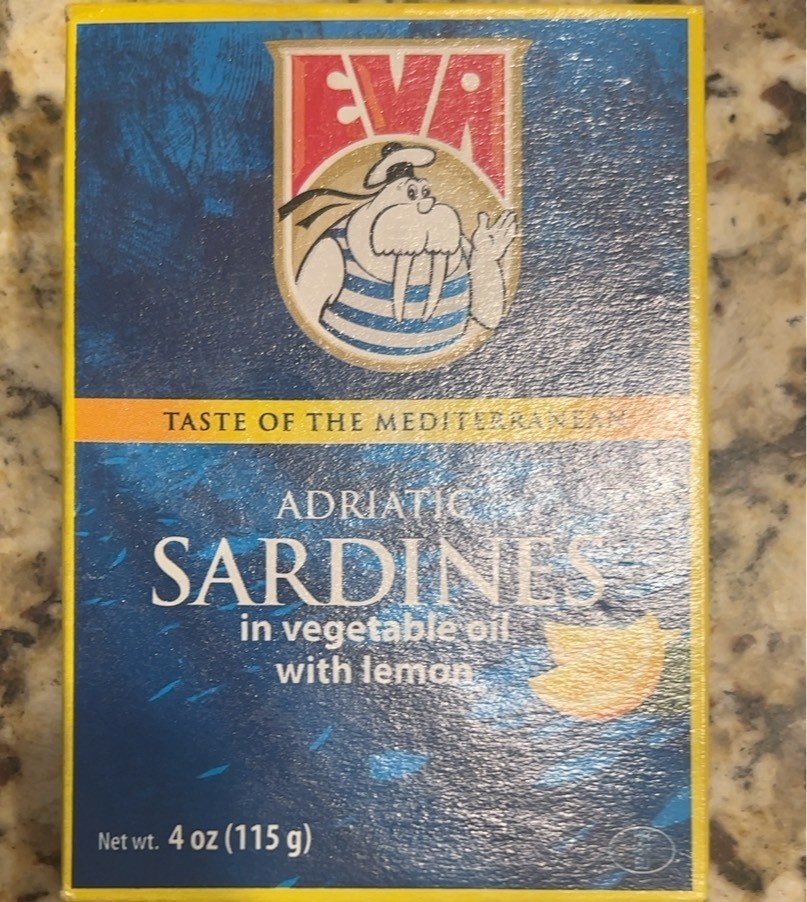 EVA
TASTE OF THE MEDITERRANEAN
ADRIATIC
SARDINES
in vegetable oil
with lemon
Net wt. 4 oz (115 g)